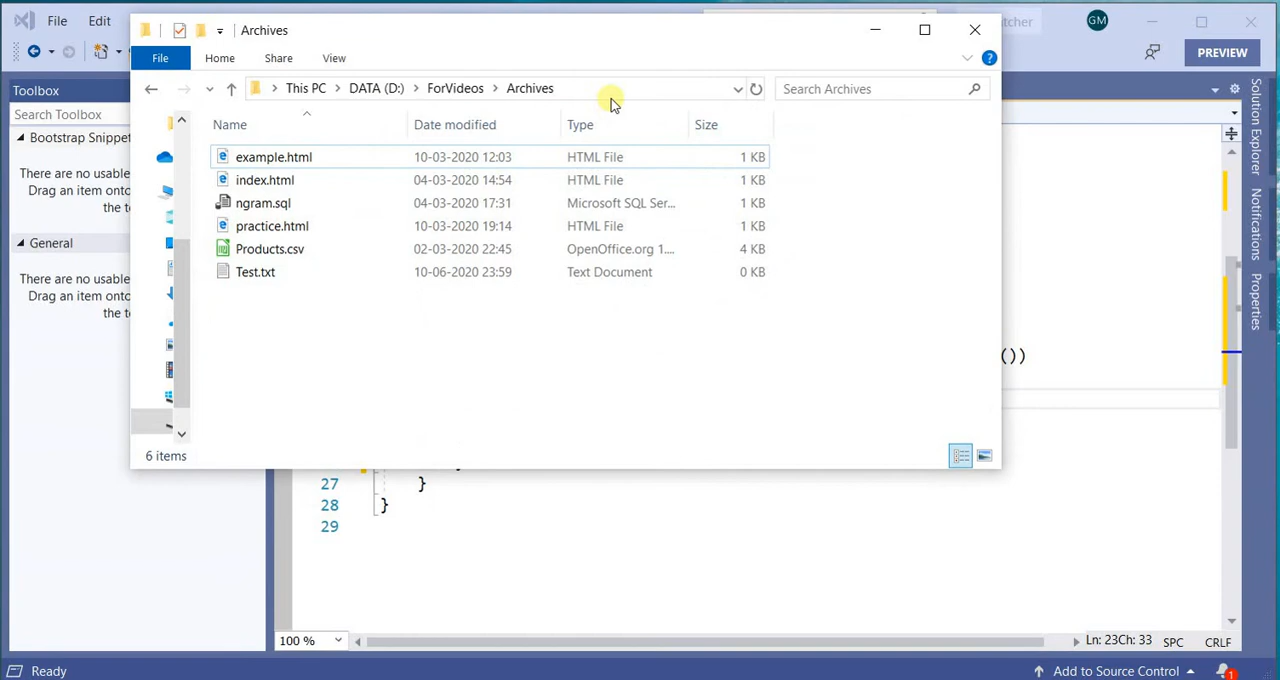 File Edit
Archives
tcher
GM
File Home Share View
PREVIEW
Toolbox
This PC > DATA (D:) > ForVideos > Archives
Search Archives
Search Toolbox
Name Date modified Type Size
Bootstrap Snippet
example.html 10-03-2020 12:03 HTML File 1 KB
There are no usable
index.html 04-03-2020 14:54 HTML File 1 KB
Drag an item onto
ngram.sql 04-03-2020 17:31 Microsoft SQL Ser... 1 KB
the to
practice.html 10-03-2020 19:14 HTML File 1 KB
General
Products.csv 02-03-2020 22:45 OpenOffice.org 1.... 4 KB
Test.txt 10-06-2020 23:59 Text Document 0 KB
There are no usable
Drag an item onto
the to
())
Solution Explorer
Notifications
Properties
6 items
27 }
28 }
29
100 %
Ln: 23 Ch: 33 SPC CRLF
Ready
Add to Source Control
1